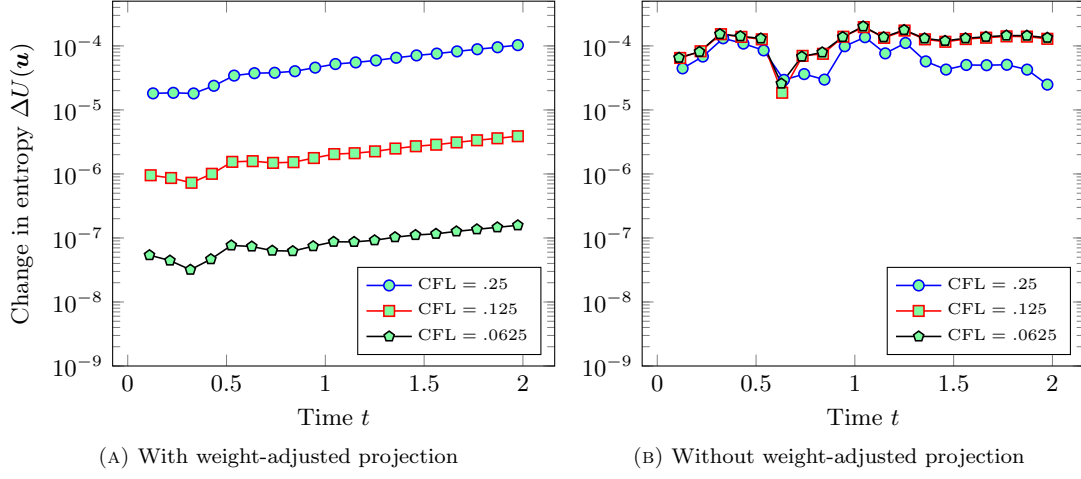 Change in entropy ΔU(u)
10⁻⁴
10⁻⁵
10⁻⁶
10⁻⁷
10⁻⁸
10⁻⁹
CFL = .25
CFL = .125
CFL = .0625
0 0.5 1 1.5 2
Time t
(A) With weight-adjusted projection
10⁻⁴
10⁻⁵
10⁻⁶
10⁻⁷
10⁻⁸
10⁻⁹
CFL = .25
CFL = .125
CFL = .0625
0 0.5 1 1.5 2
Time t
(B) Without weight-adjusted projection